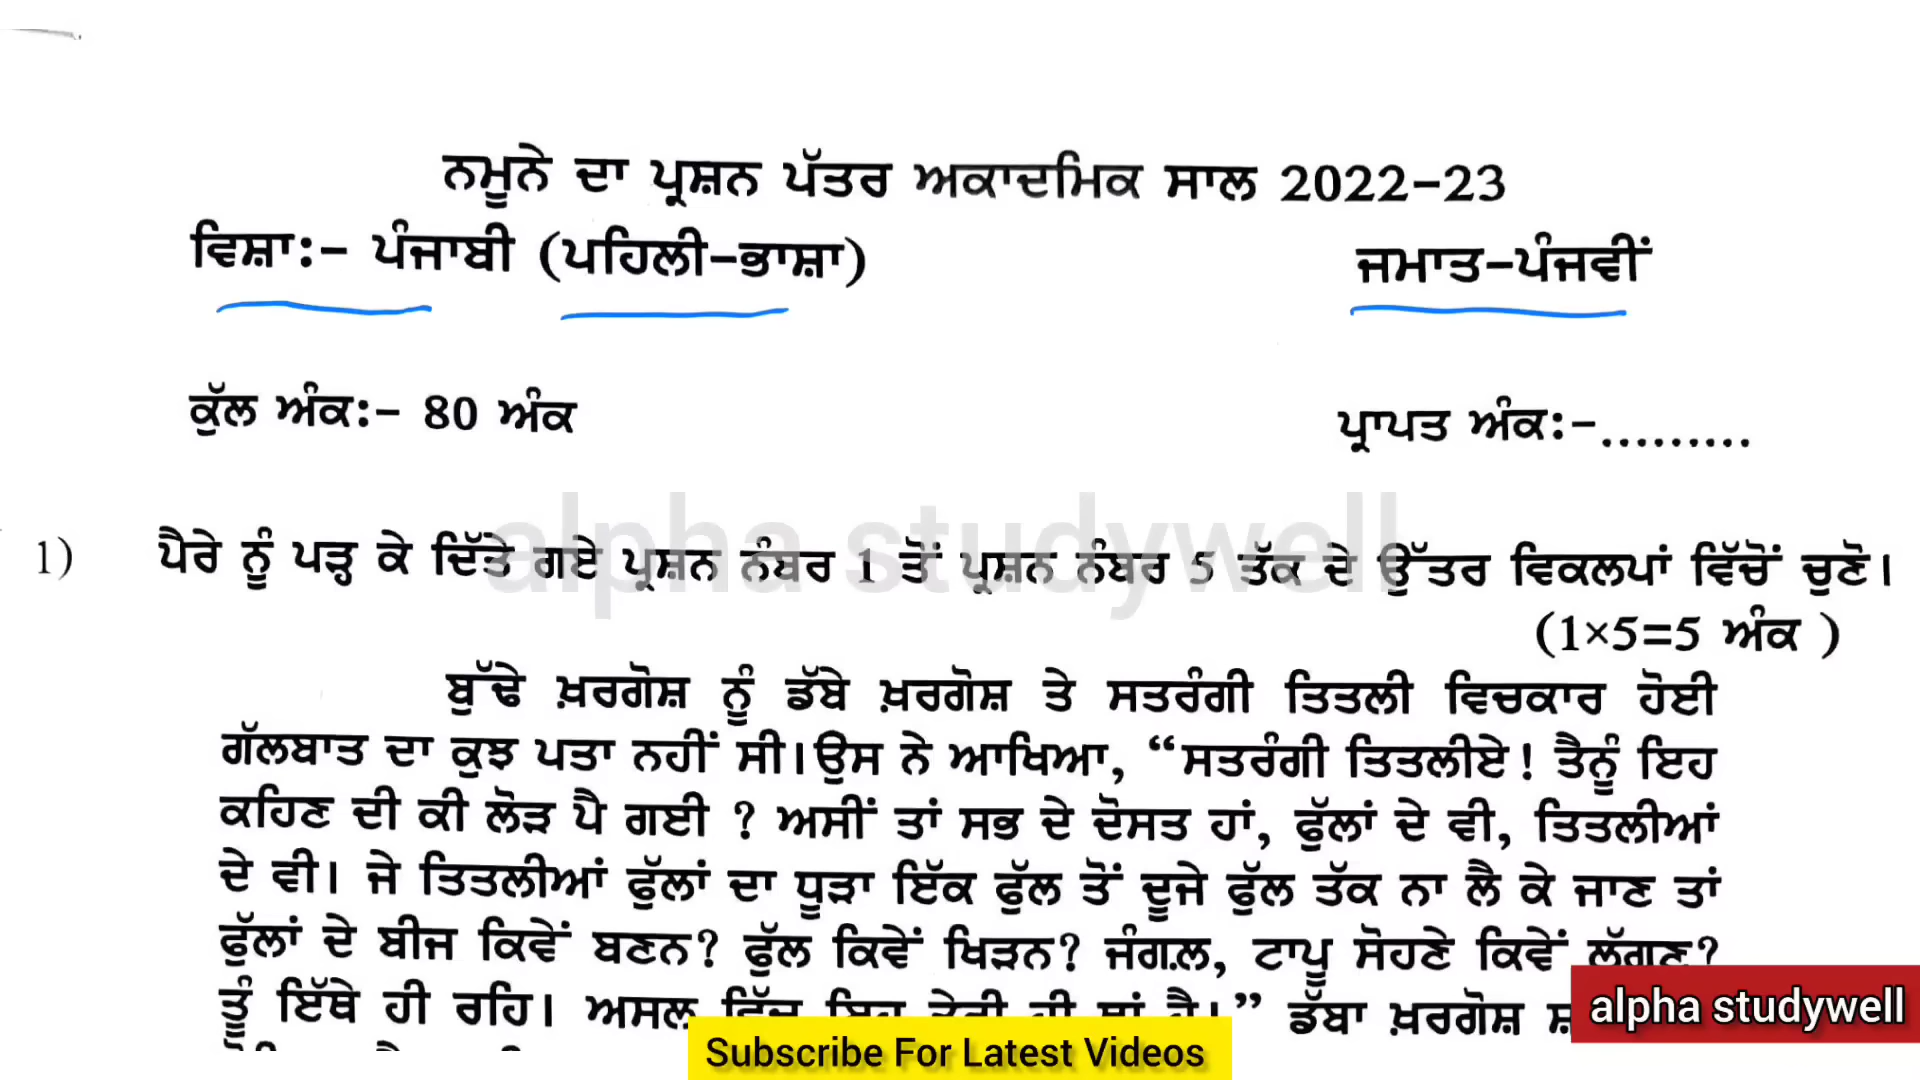 ਨਮੂਨੇ ਦਾ ਪ੍ਰਸ਼ਨ ਪੱਤਰ ਅਕਾਦਮਿਕ ਸਾਲ 2022-23
ਵਿਸ਼ਾ:- ਪੰਜਾਬੀ (ਪਹਿਲੀ-ਭਾਸ਼ਾ) ਜਮਾਤ-ਪੰਜਵੀਂ
ਕੁੱਲ ਅੰਕ:- 80 ਅੰਕ ਪ੍ਰਾਪਤ ਅੰਕ:-.........
alpha studywell
1) ਪੈਰੇ ਨੂੰ ਪੜ੍ਹ ਕੇ ਦਿੱਤੇ ਗਏ ਪ੍ਰਸ਼ਨ ਨੰਬਰ 1 ਤੋਂ ਪ੍ਰਸ਼ਨ ਨੰਬਰ 5 ਤੱਕ ਦੇ ਉੱਤਰ ਵਿਕਲਪਾਂ ਵਿੱਚੋਂ ਚੁਣੋ।
(1×5=5 ਅੰਕ )
ਬੁੱਢੇ ਖ਼ਰਗੋਸ਼ ਨੂੰ ਡੱਬੇ ਖ਼ਰਗੋਸ਼ ਤੇ ਸਤਰੰਗੀ ਤਿਤਲੀ ਵਿਚਕਾਰ ਹੋਈ
ਗੱਲਬਾਤ ਦਾ ਕੁਝ ਪਤਾ ਨਹੀਂ ਸੀ।ਉਸ ਨੇ ਆਖਿਆ, “ਸਤਰੰਗੀ ਤਿਤਲੀਏ! ਤੈਨੂੰ ਇਹ
ਕਹਿਣ ਦੀ ਕੀ ਲੋੜ ਪੈ ਗਈ ? ਅਸੀਂ ਤਾਂ ਸਭ ਦੇ ਦੋਸਤ ਹਾਂ, ਫੁੱਲਾਂ ਦੇ ਵੀ, ਤਿਤਲੀਆਂ
ਦੇ ਵੀ। ਜੇ ਤਿਤਲੀਆਂ ਫੁੱਲਾਂ ਦਾ ਧੂੜਾ ਇੱਕ ਫੁੱਲ ਤੋਂ ਦੂਜੇ ਫੁੱਲ ਤੱਕ ਨਾ ਲੈ ਕੇ ਜਾਣ ਤਾਂ
ਫੁੱਲਾਂ ਦੇ ਬੀਜ ਕਿਵੇਂ ਬਣਨ? ਫੁੱਲ ਕਿਵੇਂ ਖਿੜਨ? ਜੰਗਲ਼, ਟਾਪੂ ਸੋਹਣੇ ਕਿਵੇਂ ਲੱਗਣ?
ਤੂੰ ਇੱਥੇ ਹੀ ਰਹਿ। ਅਸਲ ਵਿੱਚ ਇਹ ਤੇਰੀ ਹੀ ਥਾਂ ਹੈ।” ਡੱਬਾ ਖ਼ਰਗੋਸ਼
alpha studywell
Subscribe For Latest Videos